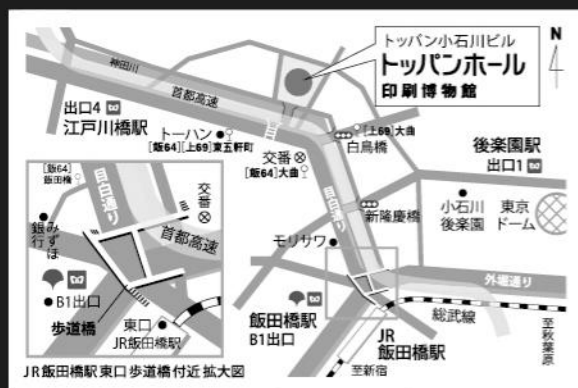 トッパン小石川ビル
トッパンホール
印刷博物館
N
神田川
首都高速
出口4
江戸川橋駅
トーハン
[飯64][上69]東五軒町
[上69]大曲
白鳥橋
交番
[飯64]大曲
後楽園駅
出口1
目白通り
新隆慶橋
小石川
後楽園
東京
ドーム
モリサワ
外堀通り
飯田橋駅
B1出口
JR
飯田橋駅
総武線
至秋葉原
至新宿
[飯64]
飯田橋
交番
目白通り
みずほ
銀行
首都高速
B1出口
歩道橋
東口
JR飯田橋駅
JR飯田橋駅東口歩道橋付近拡大図